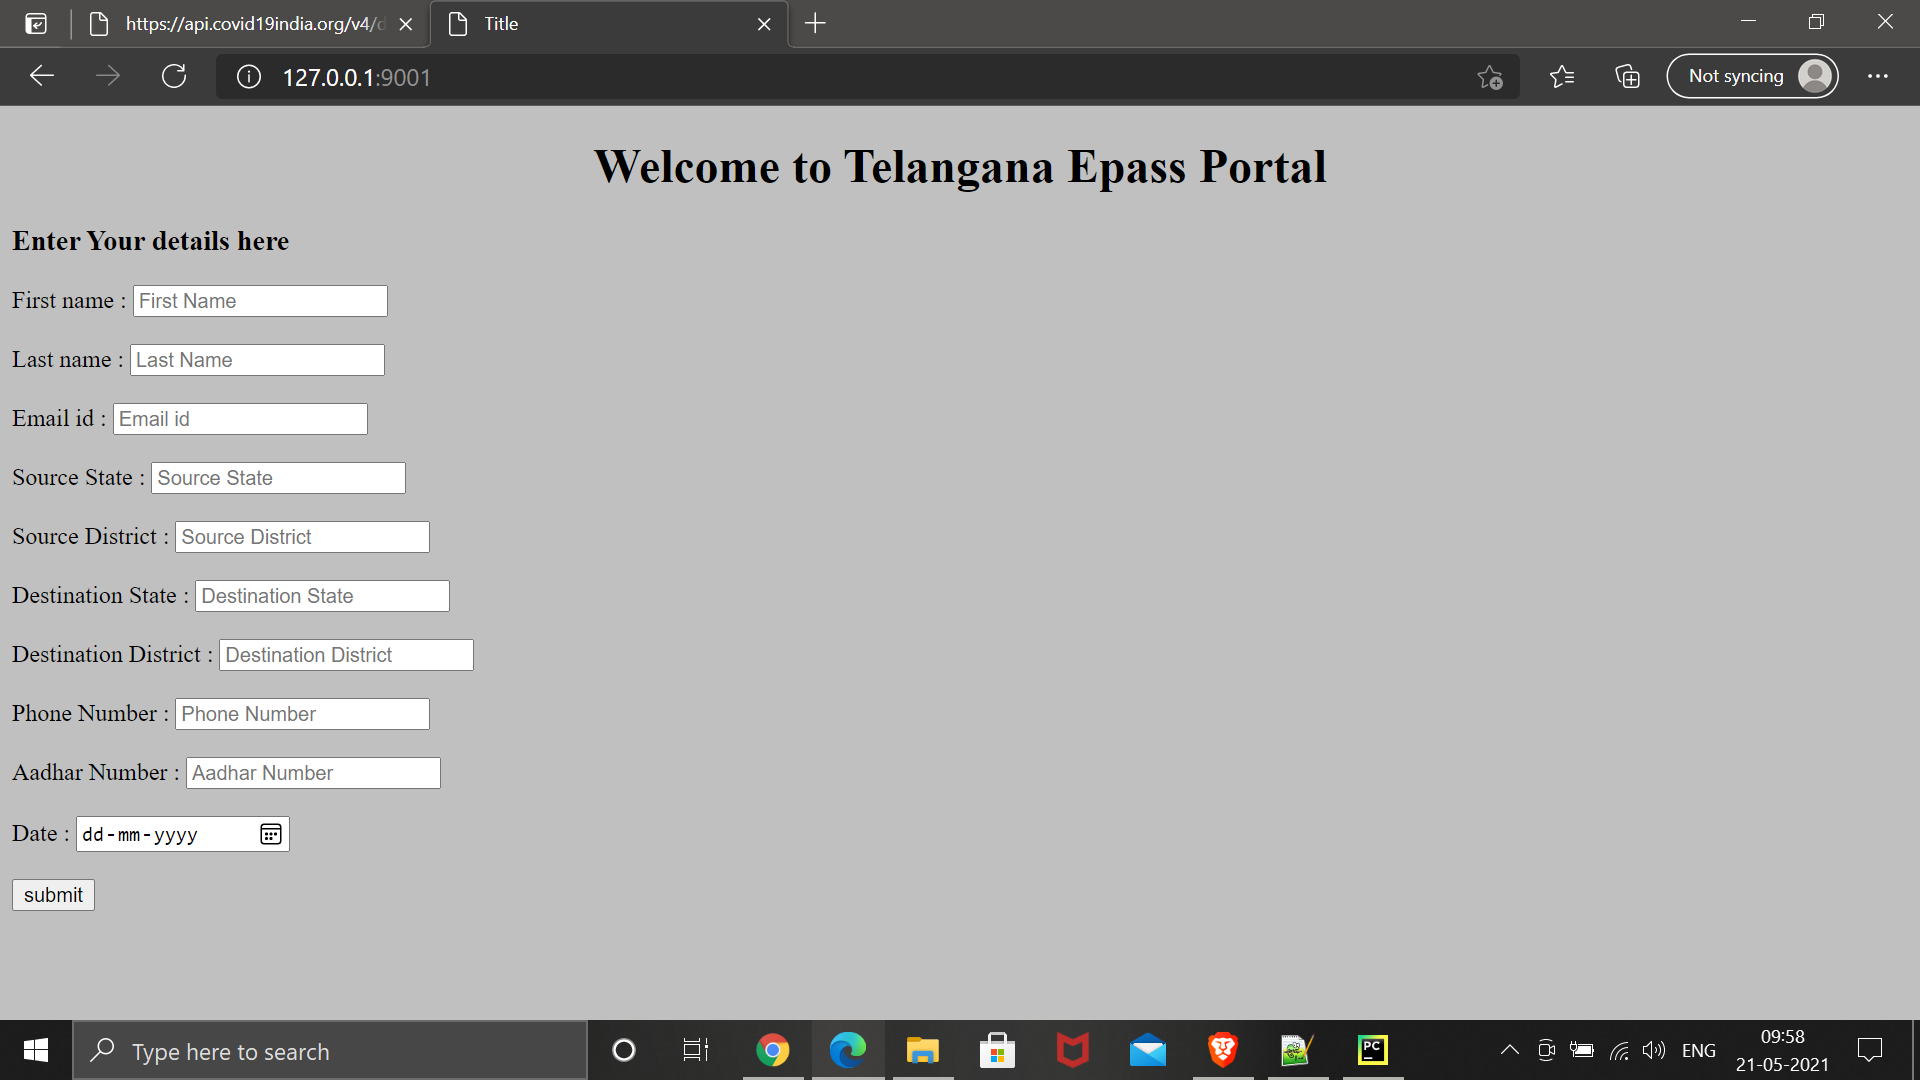 https://api.covid19india.org/v4/d
Title
127.0.0.1:9001
Not syncing
Welcome to Telangana Epass Portal
Enter Your details here
First name : First Name
Last name : Last Name
Email id : Email id
Source State : Source State
Source District : Source District
Destination State : Destination State
Destination District : Destination District
Phone Number : Phone Number
Aadhar Number : Aadhar Number
Date : dd-mm-yyyy
submit
Type here to search
PC
ENG
09:58
21-05-2021